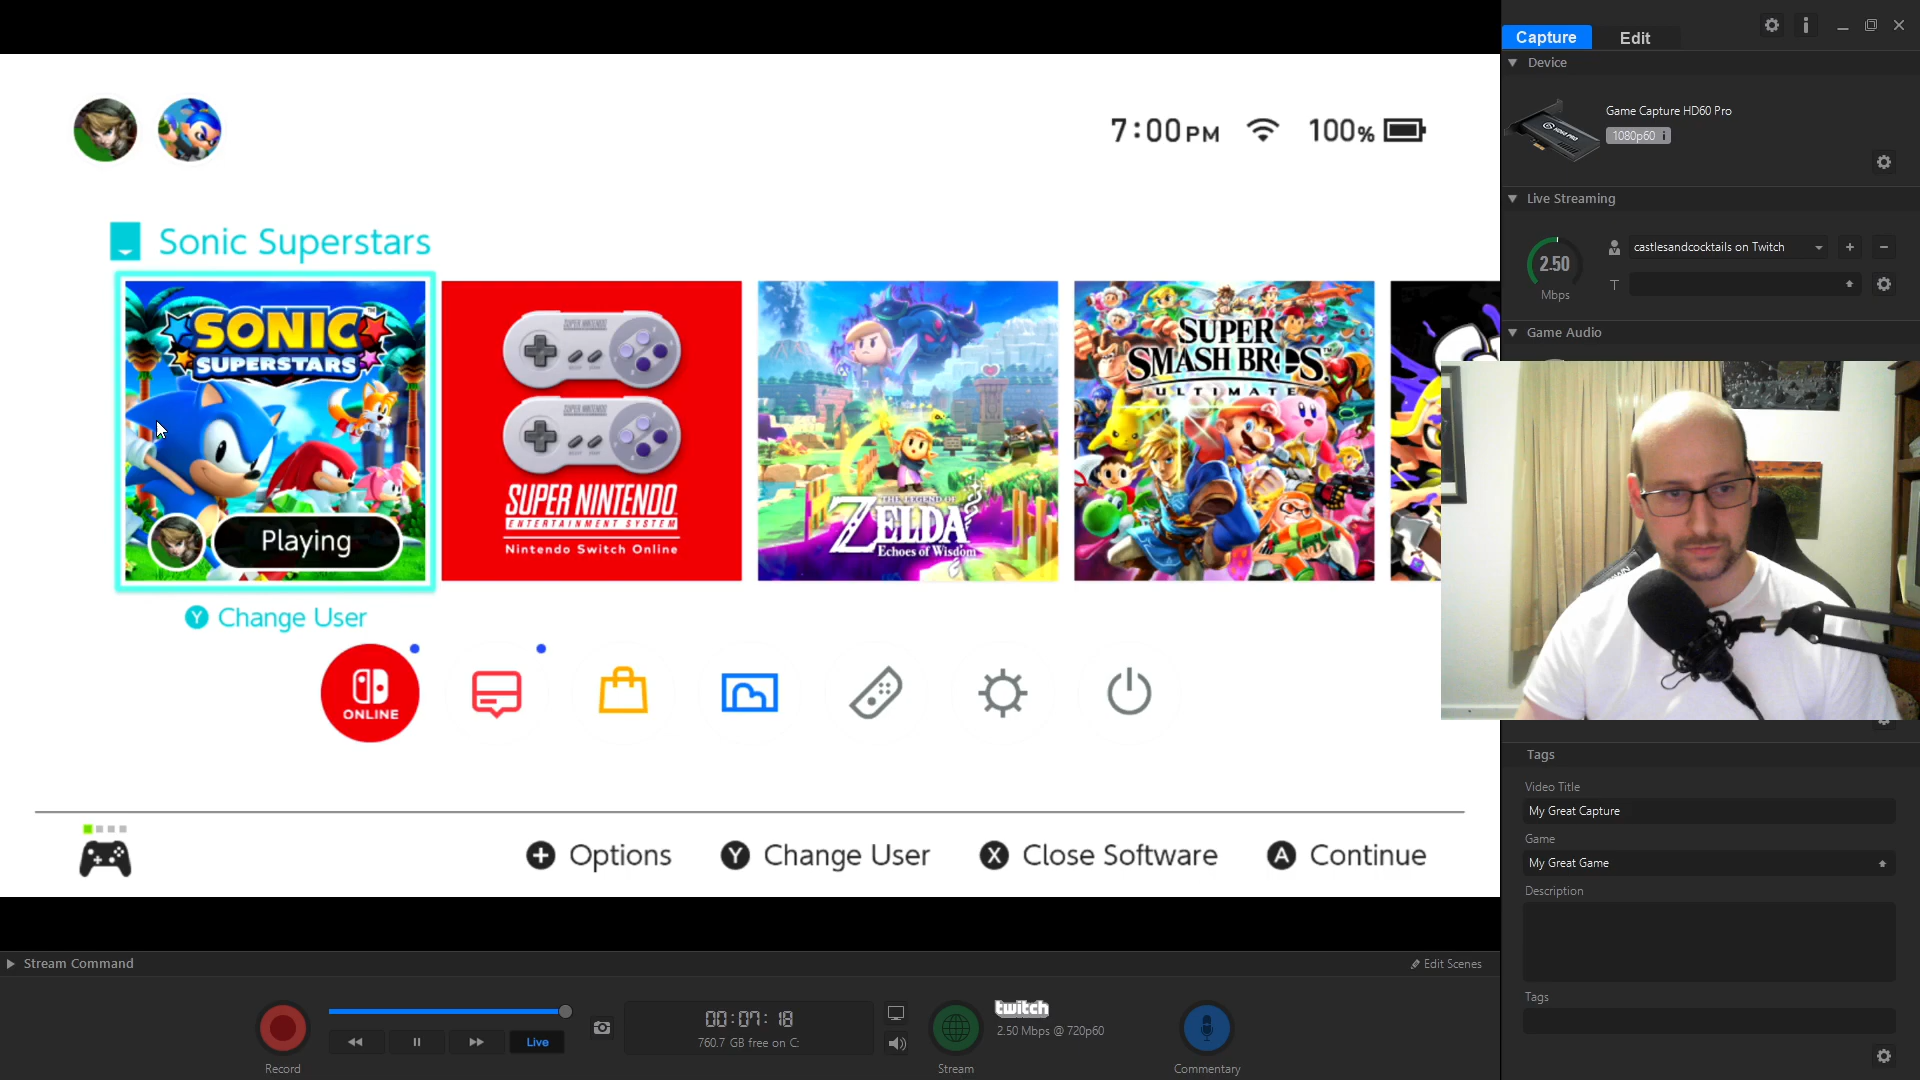 Capture
Edit
Device
Game Capture HD60 Pro
1080p60 i
7:00PM
100%
Live Streaming
castlesandcocktails on Twitch
2.50
Mbps
T
Game Audio
Sonic Superstars
SONIC
SUPERSTARS
TM
Playing
SUPER NINTENDO
ENTERTAINMENT SYSTEM
Nintendo Switch Online
THE LEGEND OF
ZELDA
Echoes of Wisdom
SUPER
SMASH BROS.
ULTIMATE
Y Change User
ONLINE
Tags
Video Title
My Great Capture
Game
My Great Game
Description
Tags
+ Options
Y Change User
X Close Software
A Continue
Stream Command
Edit Scenes
Record
Live
00:07:18
760.7 GB free on C:
Stream
twitch
2.50 Mbps @ 720p60
Commentary